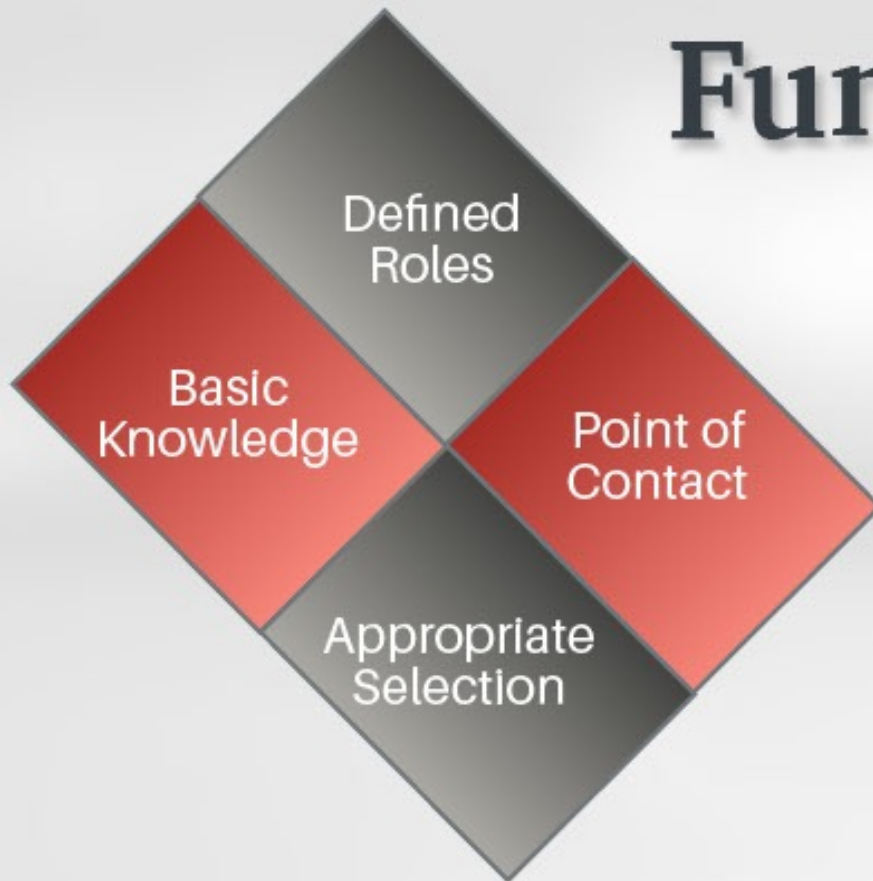 Defined
Roles
Basic
Knowledge
Point of
Contact
Appropriate
Selection